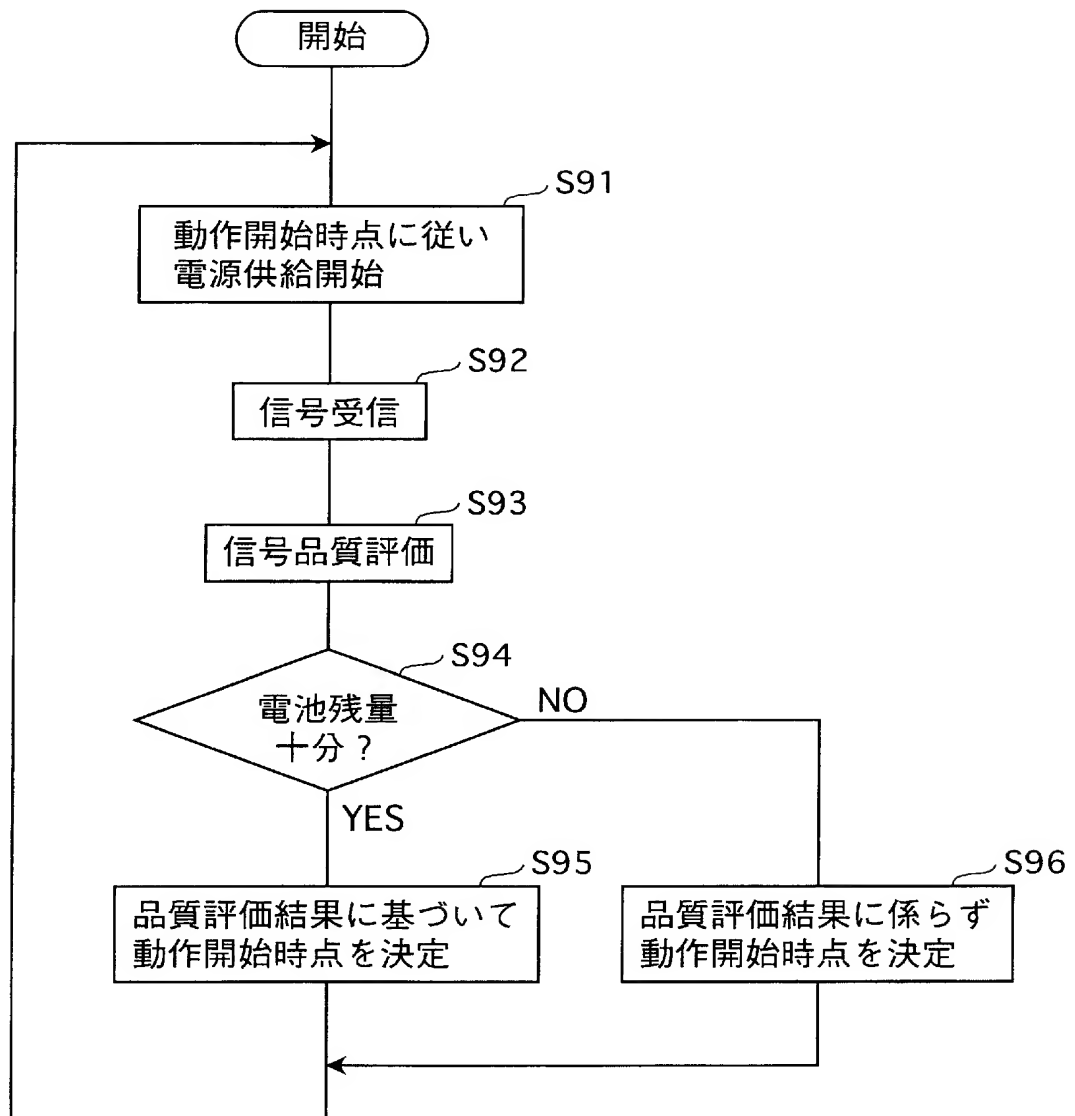 開始
S91
動作開始時点に従い
電源供給開始
S92
信号受信
S93
信号品質評価
S94
電池残量
十分？
NO
YES
S95
品質評価結果に基づいて
動作開始時点を決定
S96
品質評価結果に係らず
動作開始時点を決定